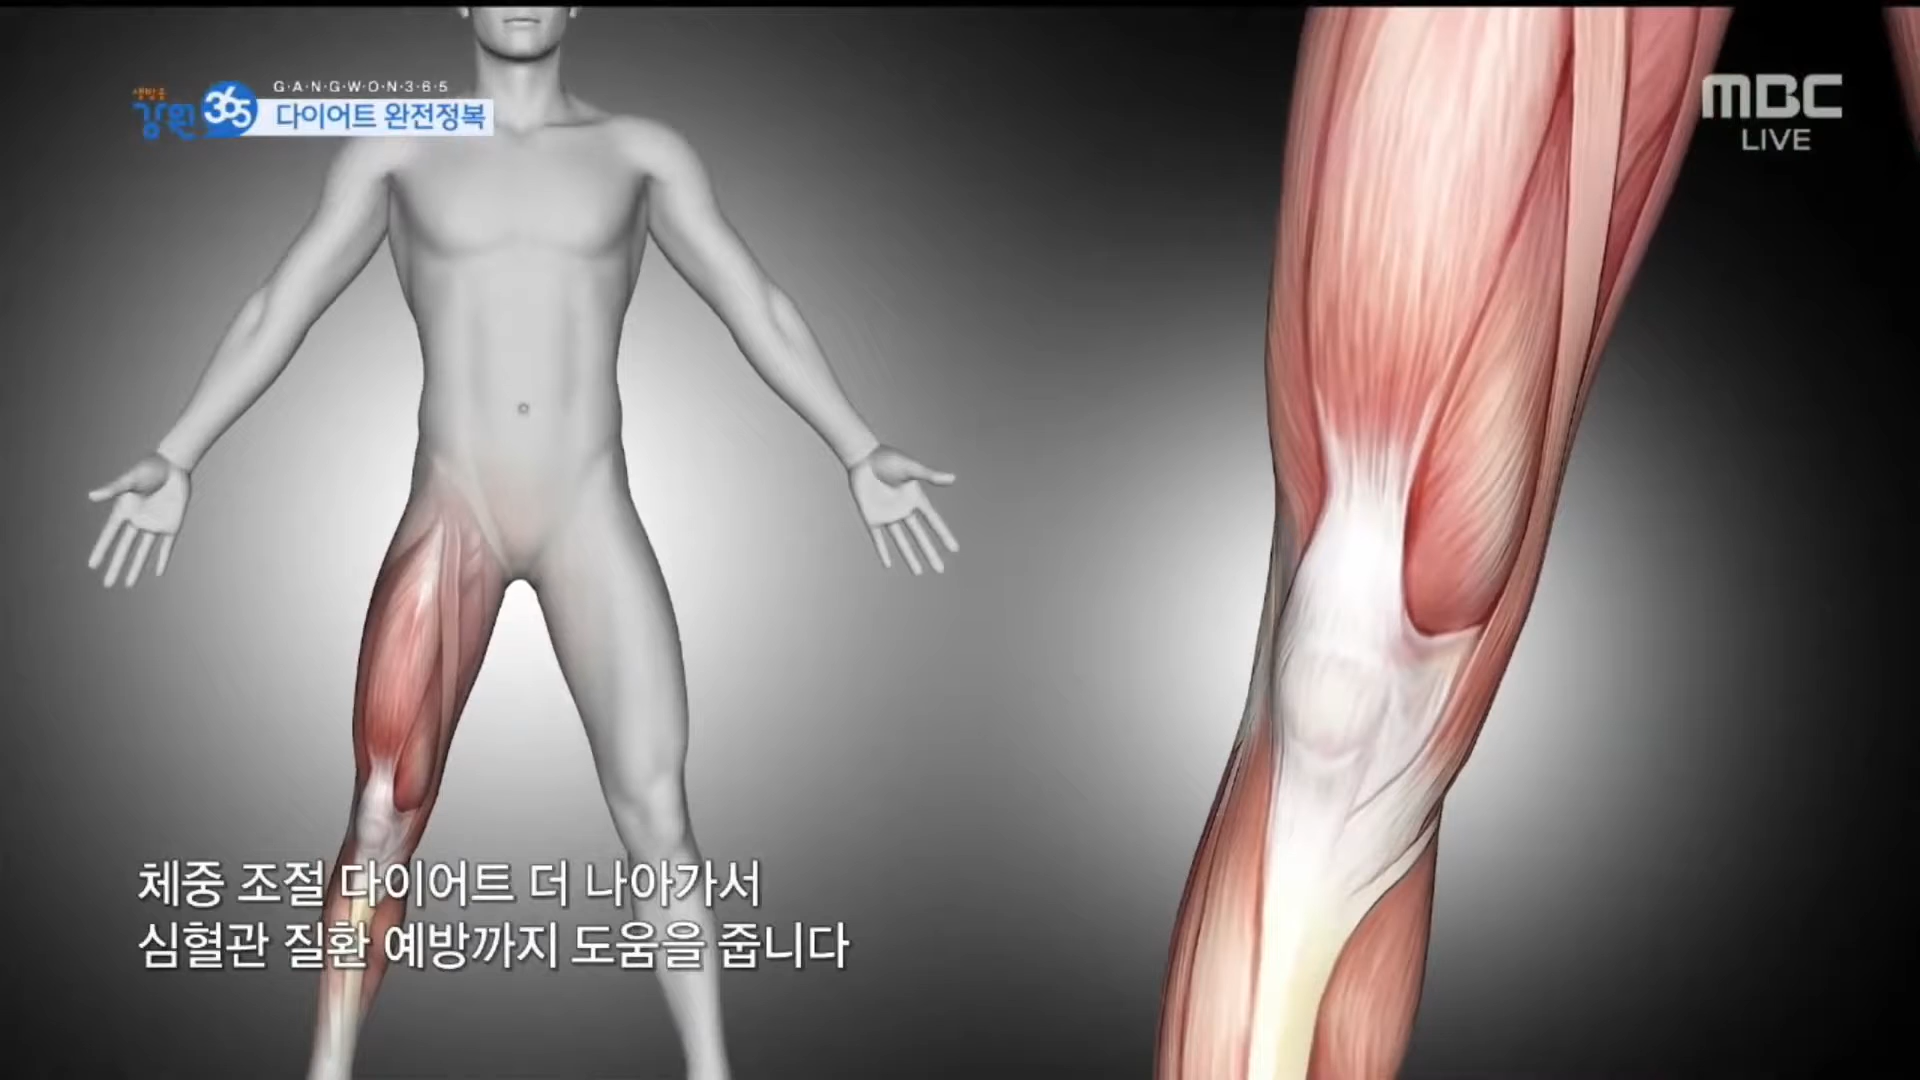 G·A·N·G·W·O·N·3·6·5
생방송
강원 365
다이어트 완전정복
MBC
LIVE
체중 조절 다이어트 더 나아가서
심혈관 질환 예방까지 도움을 줍니다